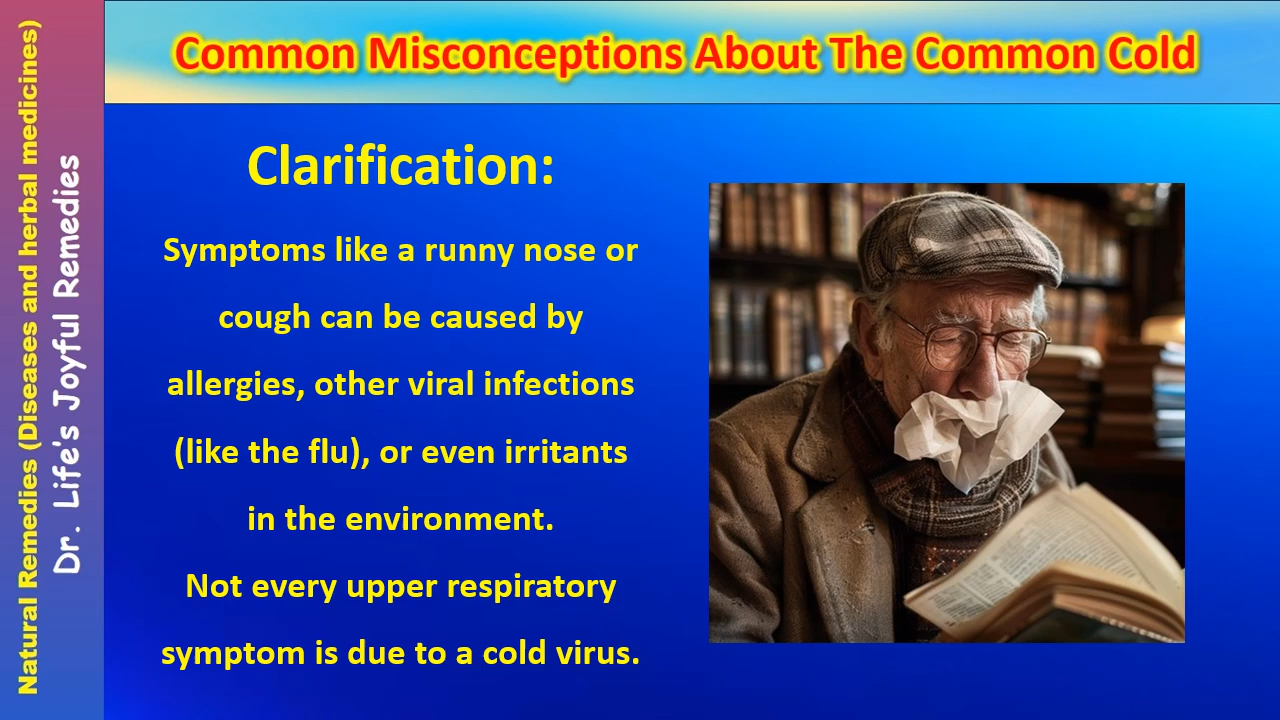 Common Misconceptions About The Common Cold
Natural Remedies (Diseases and herbal medicines)
Dr. Life's Joyful Remedies
Clarification:
Symptoms like a runny nose or
cough can be caused by
allergies, other viral infections
(like the flu), or even irritants
in the environment.
Not every upper respiratory
symptom is due to a cold virus.